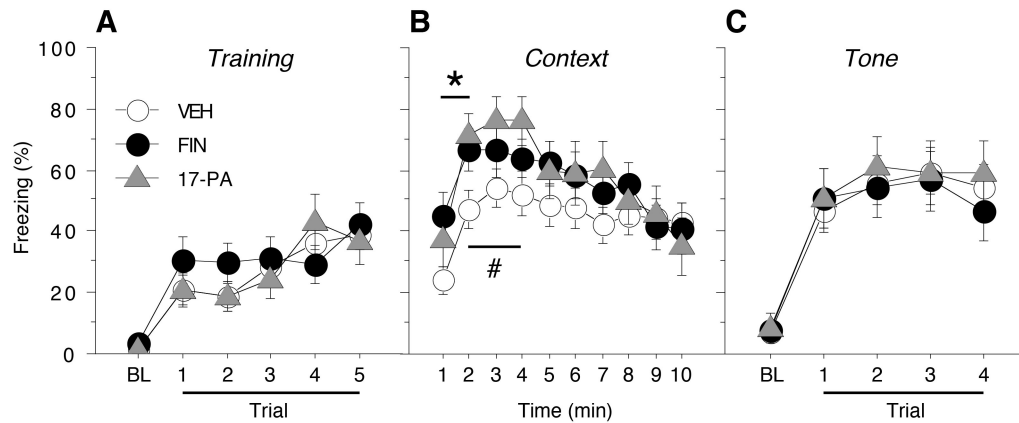 A
B
C
Training
Context
Tone
Freezing (%)
100
80
60
40
20
0
VEH
FIN
17-PA
*
#
BL 1 2 3 4 5
Trial
1 2 3 4 5 6 7 8 9 10
Time (min)
BL 1 2 3 4
Trial